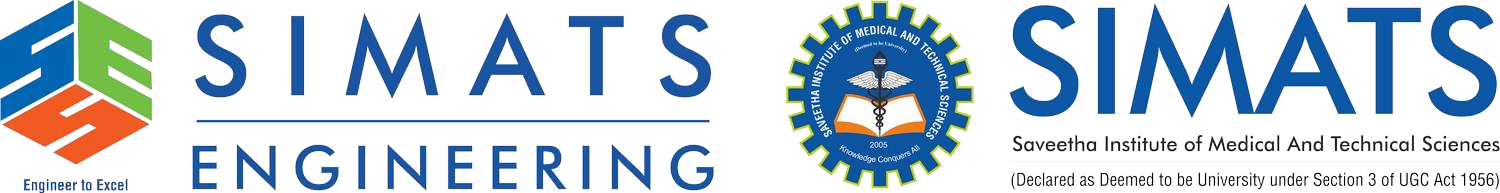 SES
Engineer to Excel
SIMATS
ENGINEERING
SAVEETHA INSTITUTE OF MEDICAL AND TECHNICAL SCIENCES
(Deemed to be University)
2005
Knowledge Conquers All
SIMATS
Saveetha Institute of Medical And Technical Sciences
(Declared as Deemed to be University under Section 3 of UGC Act 1956)